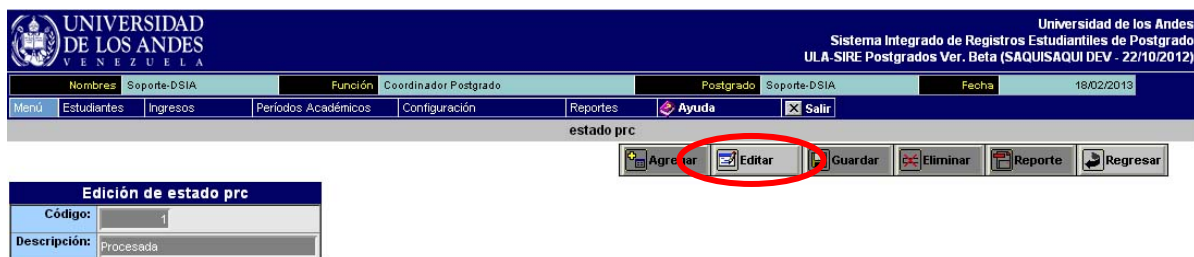 UNIVERSIDAD
DE LOS ANDES
VENEZUELA
Universidad de los Andes
Sistema Integrado de Registros Estudiantiles de Postgrado
ULA-SIRE Postgrados Ver. Beta (SAQUISAQUI DEV - 22/10/2012)
Nombres Soporte-DSIA Función Coordinador Postgrado Postgrado Soporte-DSIA Fecha 18/02/2013
Menú Estudiantes Ingresos Períodos Académicos Configuración Reportes Ayuda Salir
estado prc
Agregar Editar Guardar Eliminar Reporte Regresar
Edición de estado prc
Código: 1
Descripción: Procesada